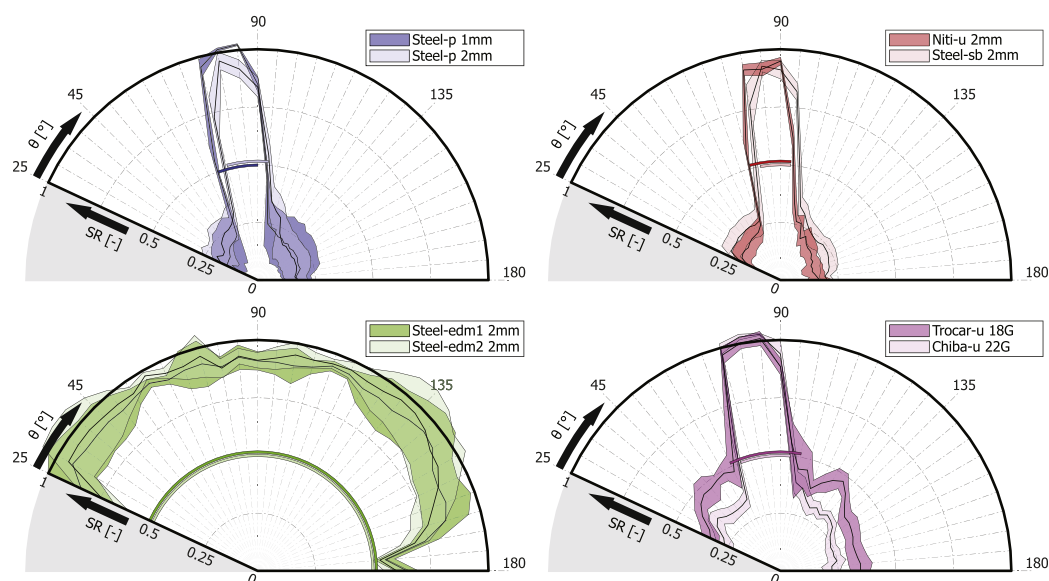 90
Steel-p 1mm
Steel-p 2mm
45
135
θ [°]
25
1
SR [-]
0.5
0.25
0
180
90
Niti-u 2mm
Steel-sb 2mm
45
135
θ [°]
25
1
SR [-]
0.5
0.25
0
180
90
Steel-edm1 2mm
Steel-edm2 2mm
45
135
θ [°]
25
1
SR [-]
0.5
0.25
0
180
90
Trocar-u 18G
Chiba-u 22G
45
135
θ [°]
25
1
SR [-]
0.5
0.25
0
180